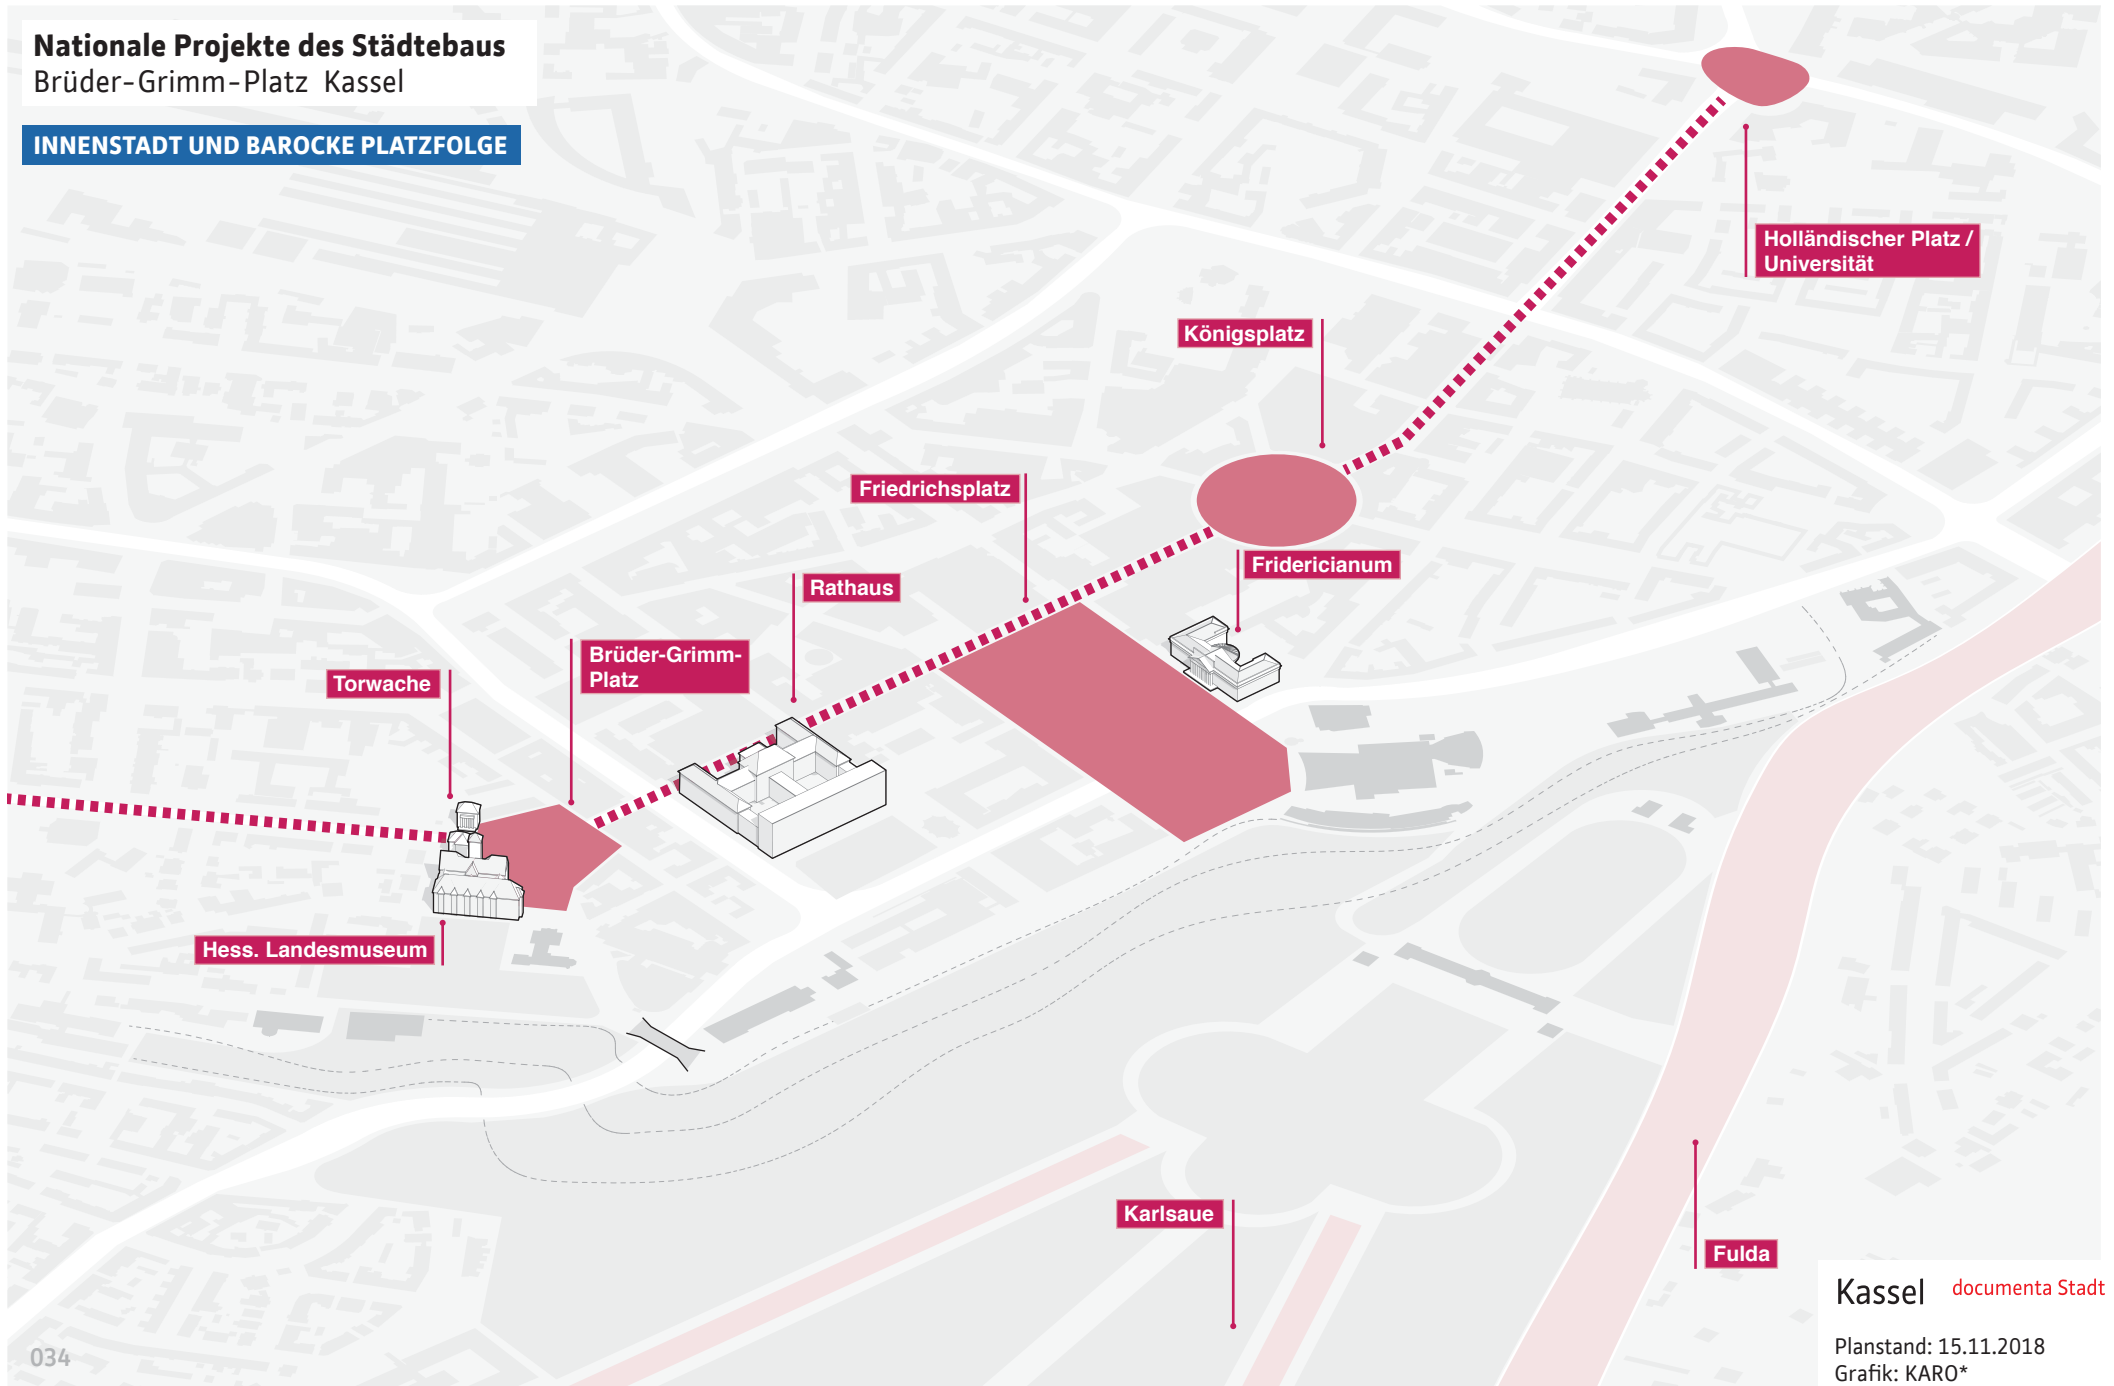 Nationale Projekte des Städtebaus
Brüder-Grimm-Platz Kassel
INNENSTADT UND BAROCKE PLATZFOLGE
Holländischer Platz /
Universität
Königsplatz
Friedrichsplatz
Fridericianum
Rathaus
Brüder-Grimm-
Platz
Torwache
Hess. Landesmuseum
Karlsaue
Fulda
Kassel documenta Stadt
Planstand: 15.11.2018
Grafik: KARO*
034